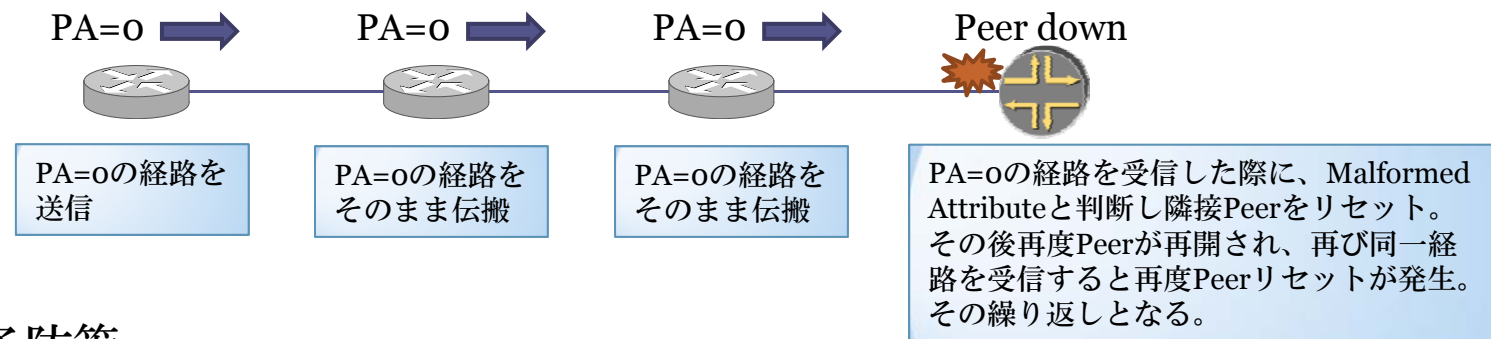 PA=0
PA=0
PA=0
Peer down
PA=0の経路を
送信
PA=0の経路を
そのまま伝搬
PA=0の経路を
そのまま伝搬
PA=0の経路を受信した際に、Malformed
Attributeと判断し隣接Peerをリセット。
その後再度Peerが再開され、再び同一経
路を受信すると再度Peerリセットが発生。
その繰り返しとなる。